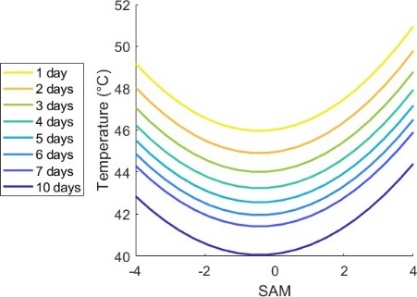 52
50
48
46
44
42
40
Temperature (°C)
1 day
2 days
3 days
4 days
5 days
6 days
7 days
10 days
-4
-2
0
2
4
SAM